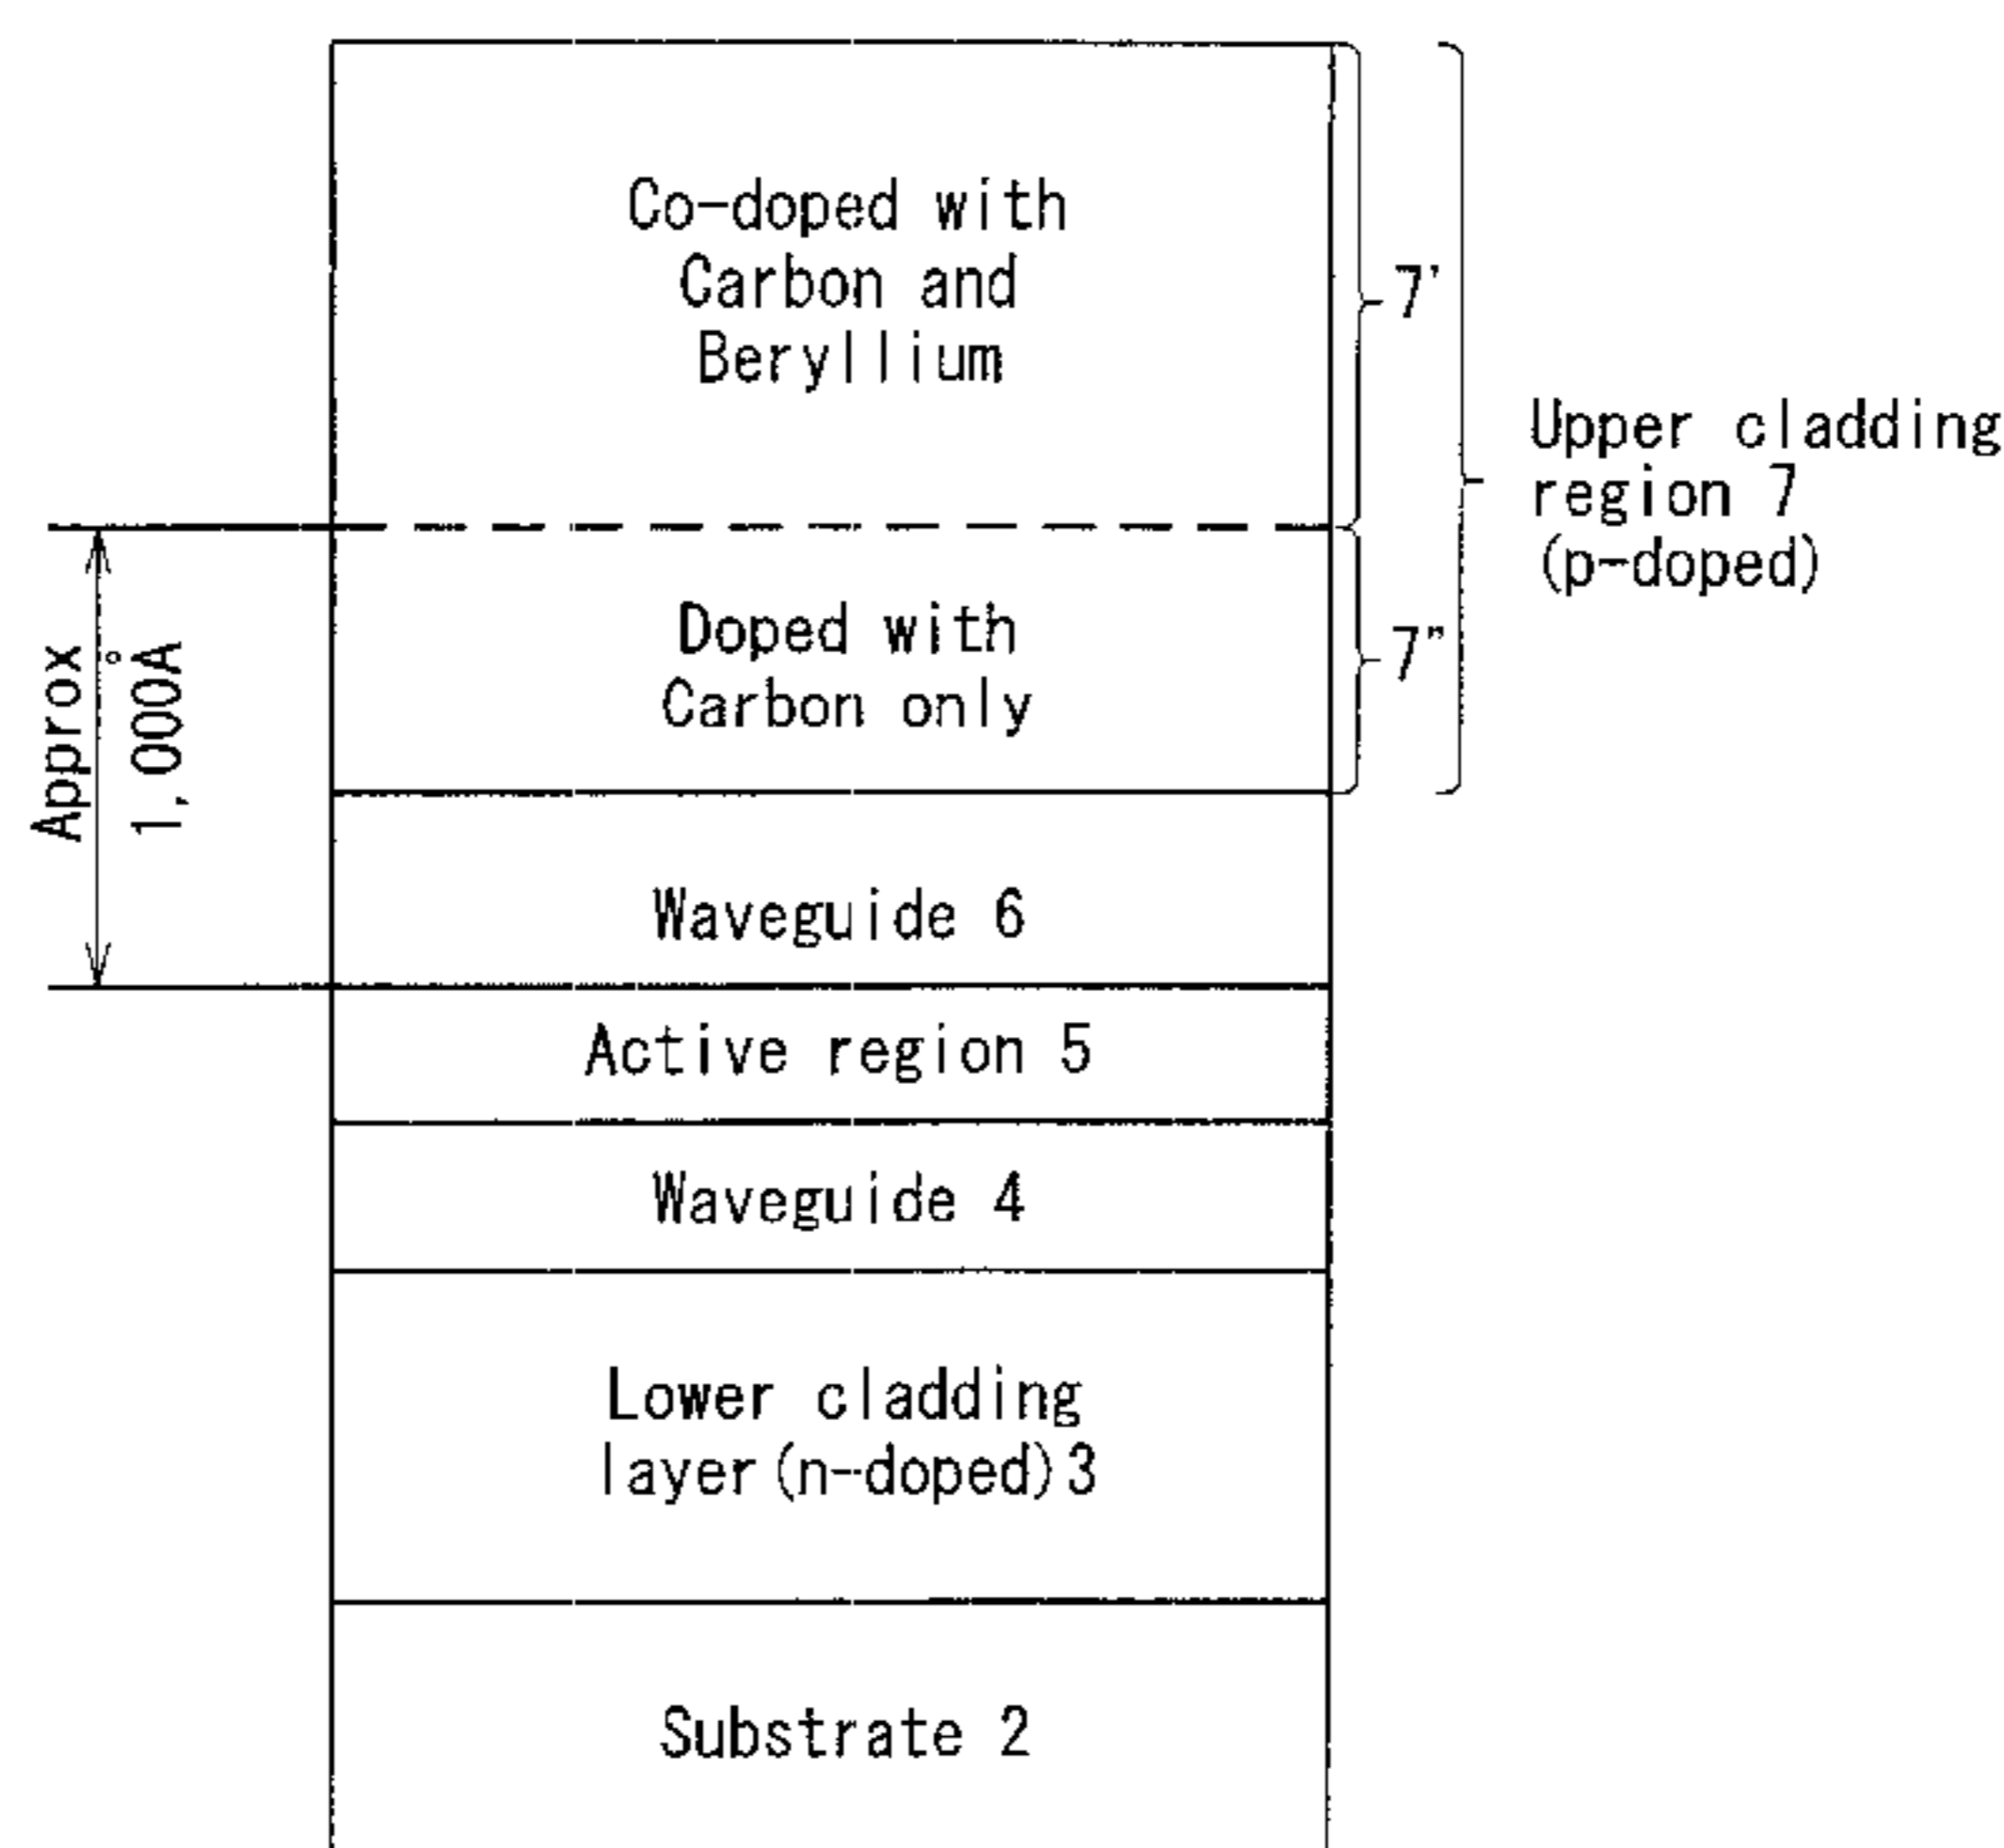 Co-doped with
Carbon and
Beryllium
7'
Upper cladding
region 7
(p-doped)
Doped with
Carbon only
7"
Approx
1,000Å
Waveguide 6
Active region 5
Waveguide 4
Lower cladding
layer(n-doped)3
Substrate 2